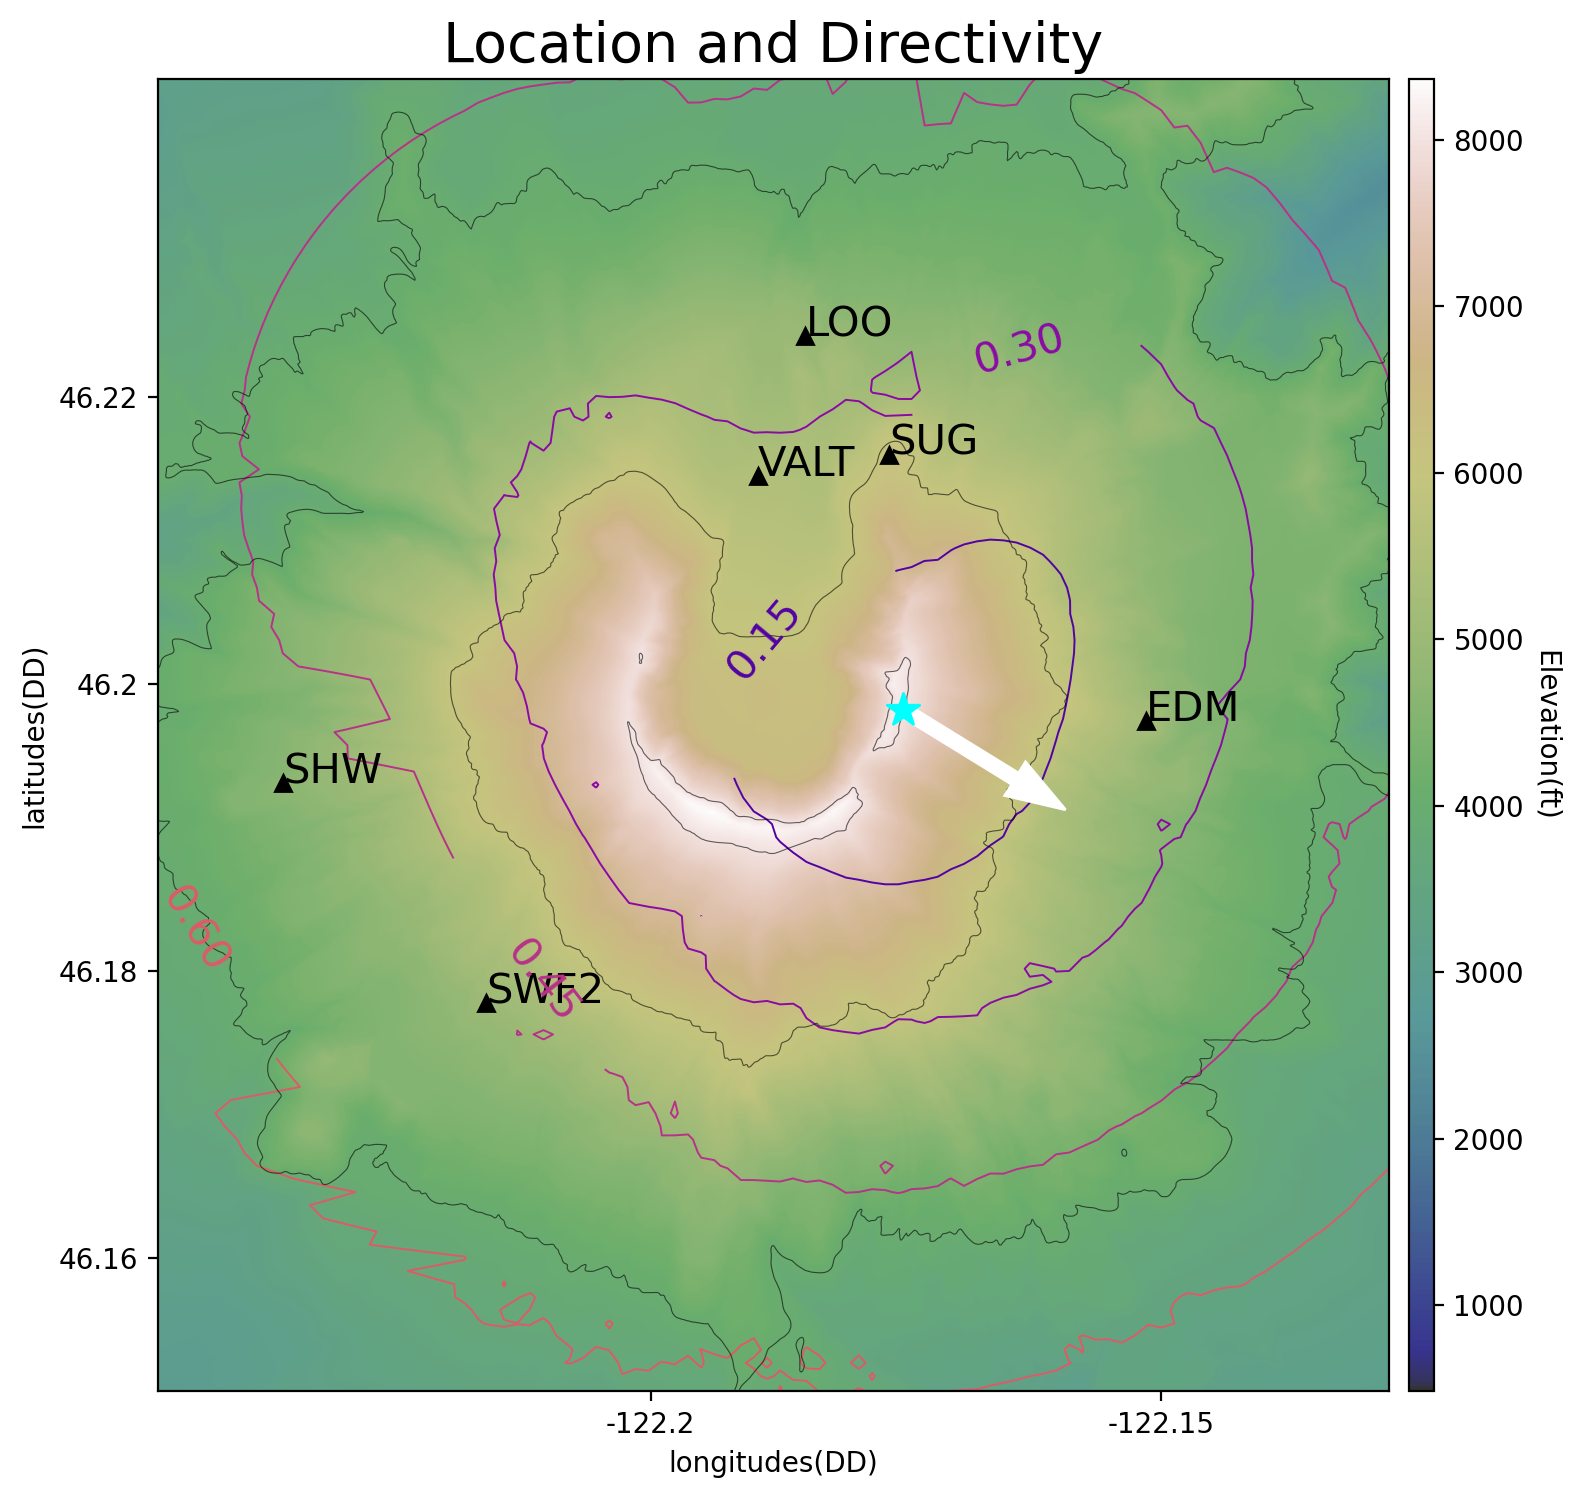 Location and Directivity
8000
7000
6000
5000
4000
3000
2000
1000
Elevation(ft)
LOO
0.30
46.22
SUG
VALT
0.15
46.2
EDM
SHW
latitudes(DD)
0.60
0.45
46.18
SWF2
46.16
-122.2
-122.15
longitudes(DD)